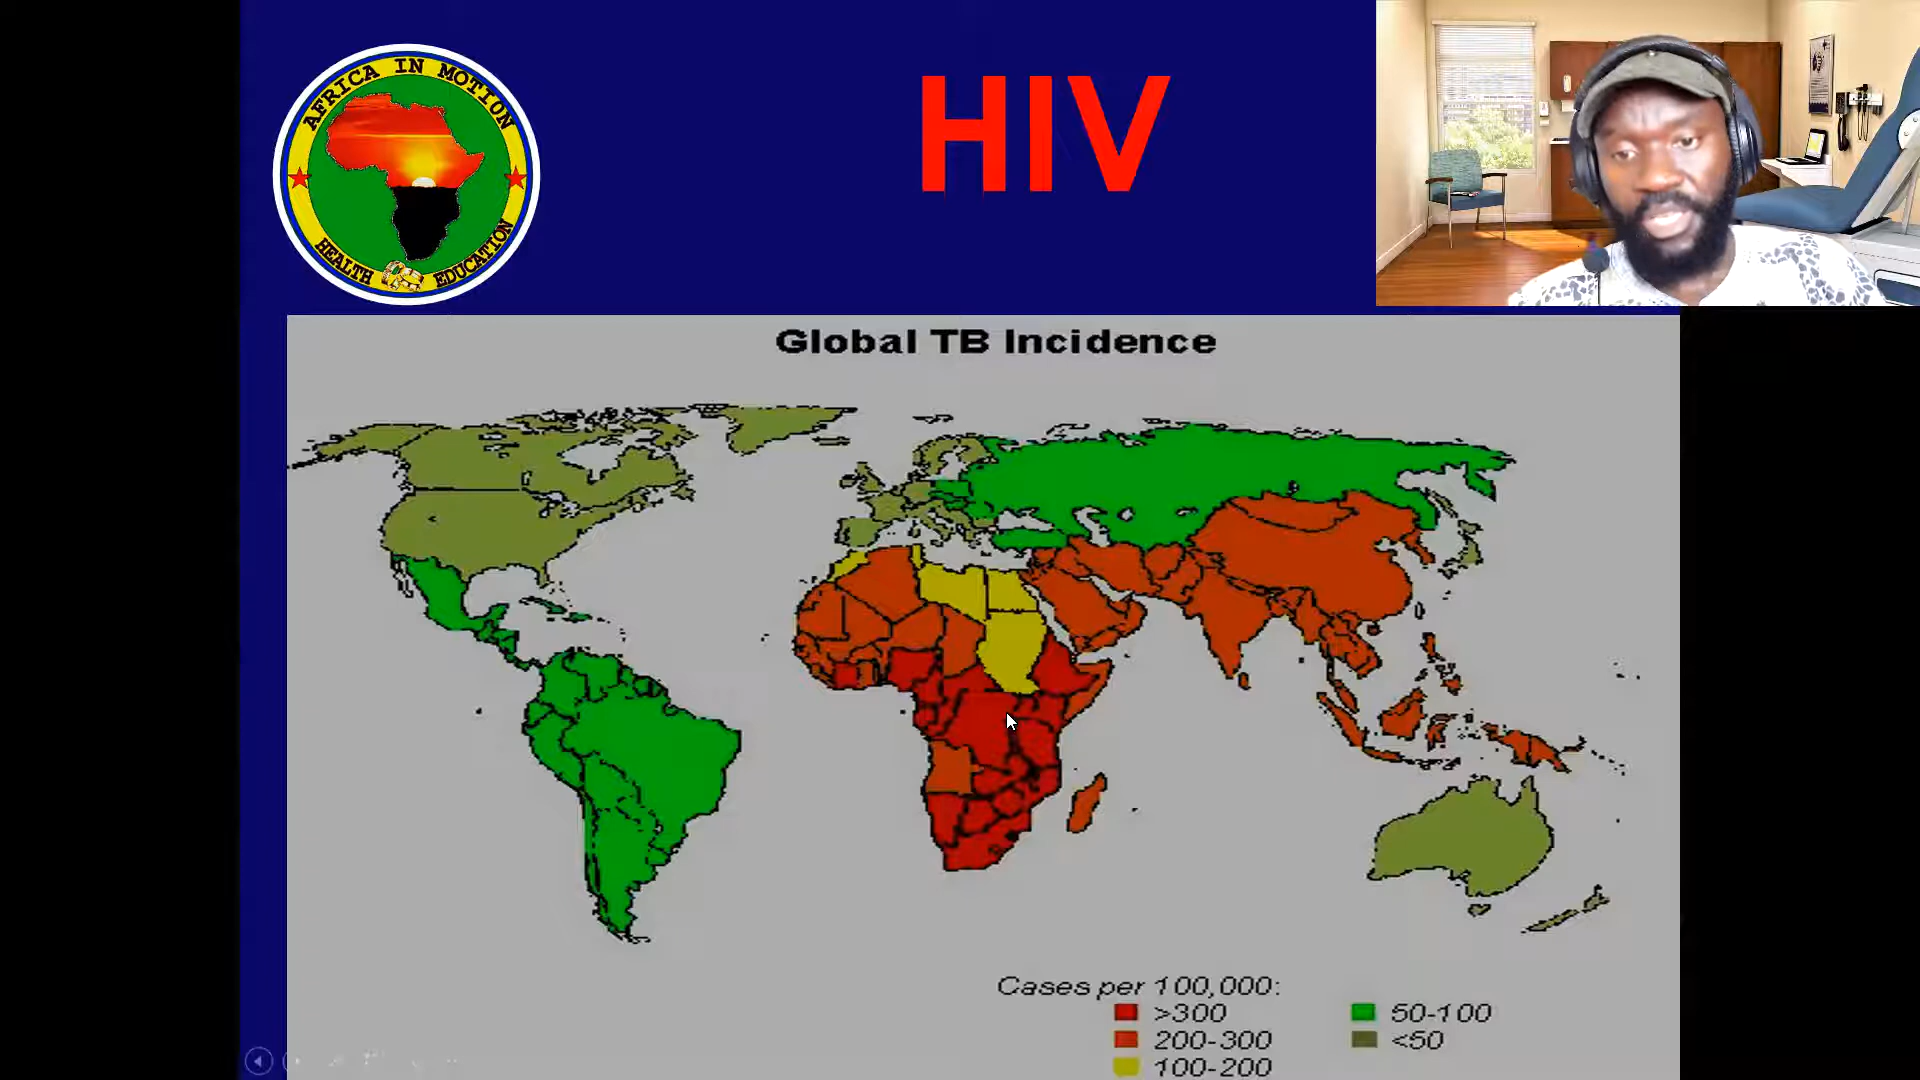 AFRICA IN MOTION
HEALTH EDUCATION
HIV
Global TB Incidence
Cases per 100,000:
>300
50-100
200-300
<50
100-200